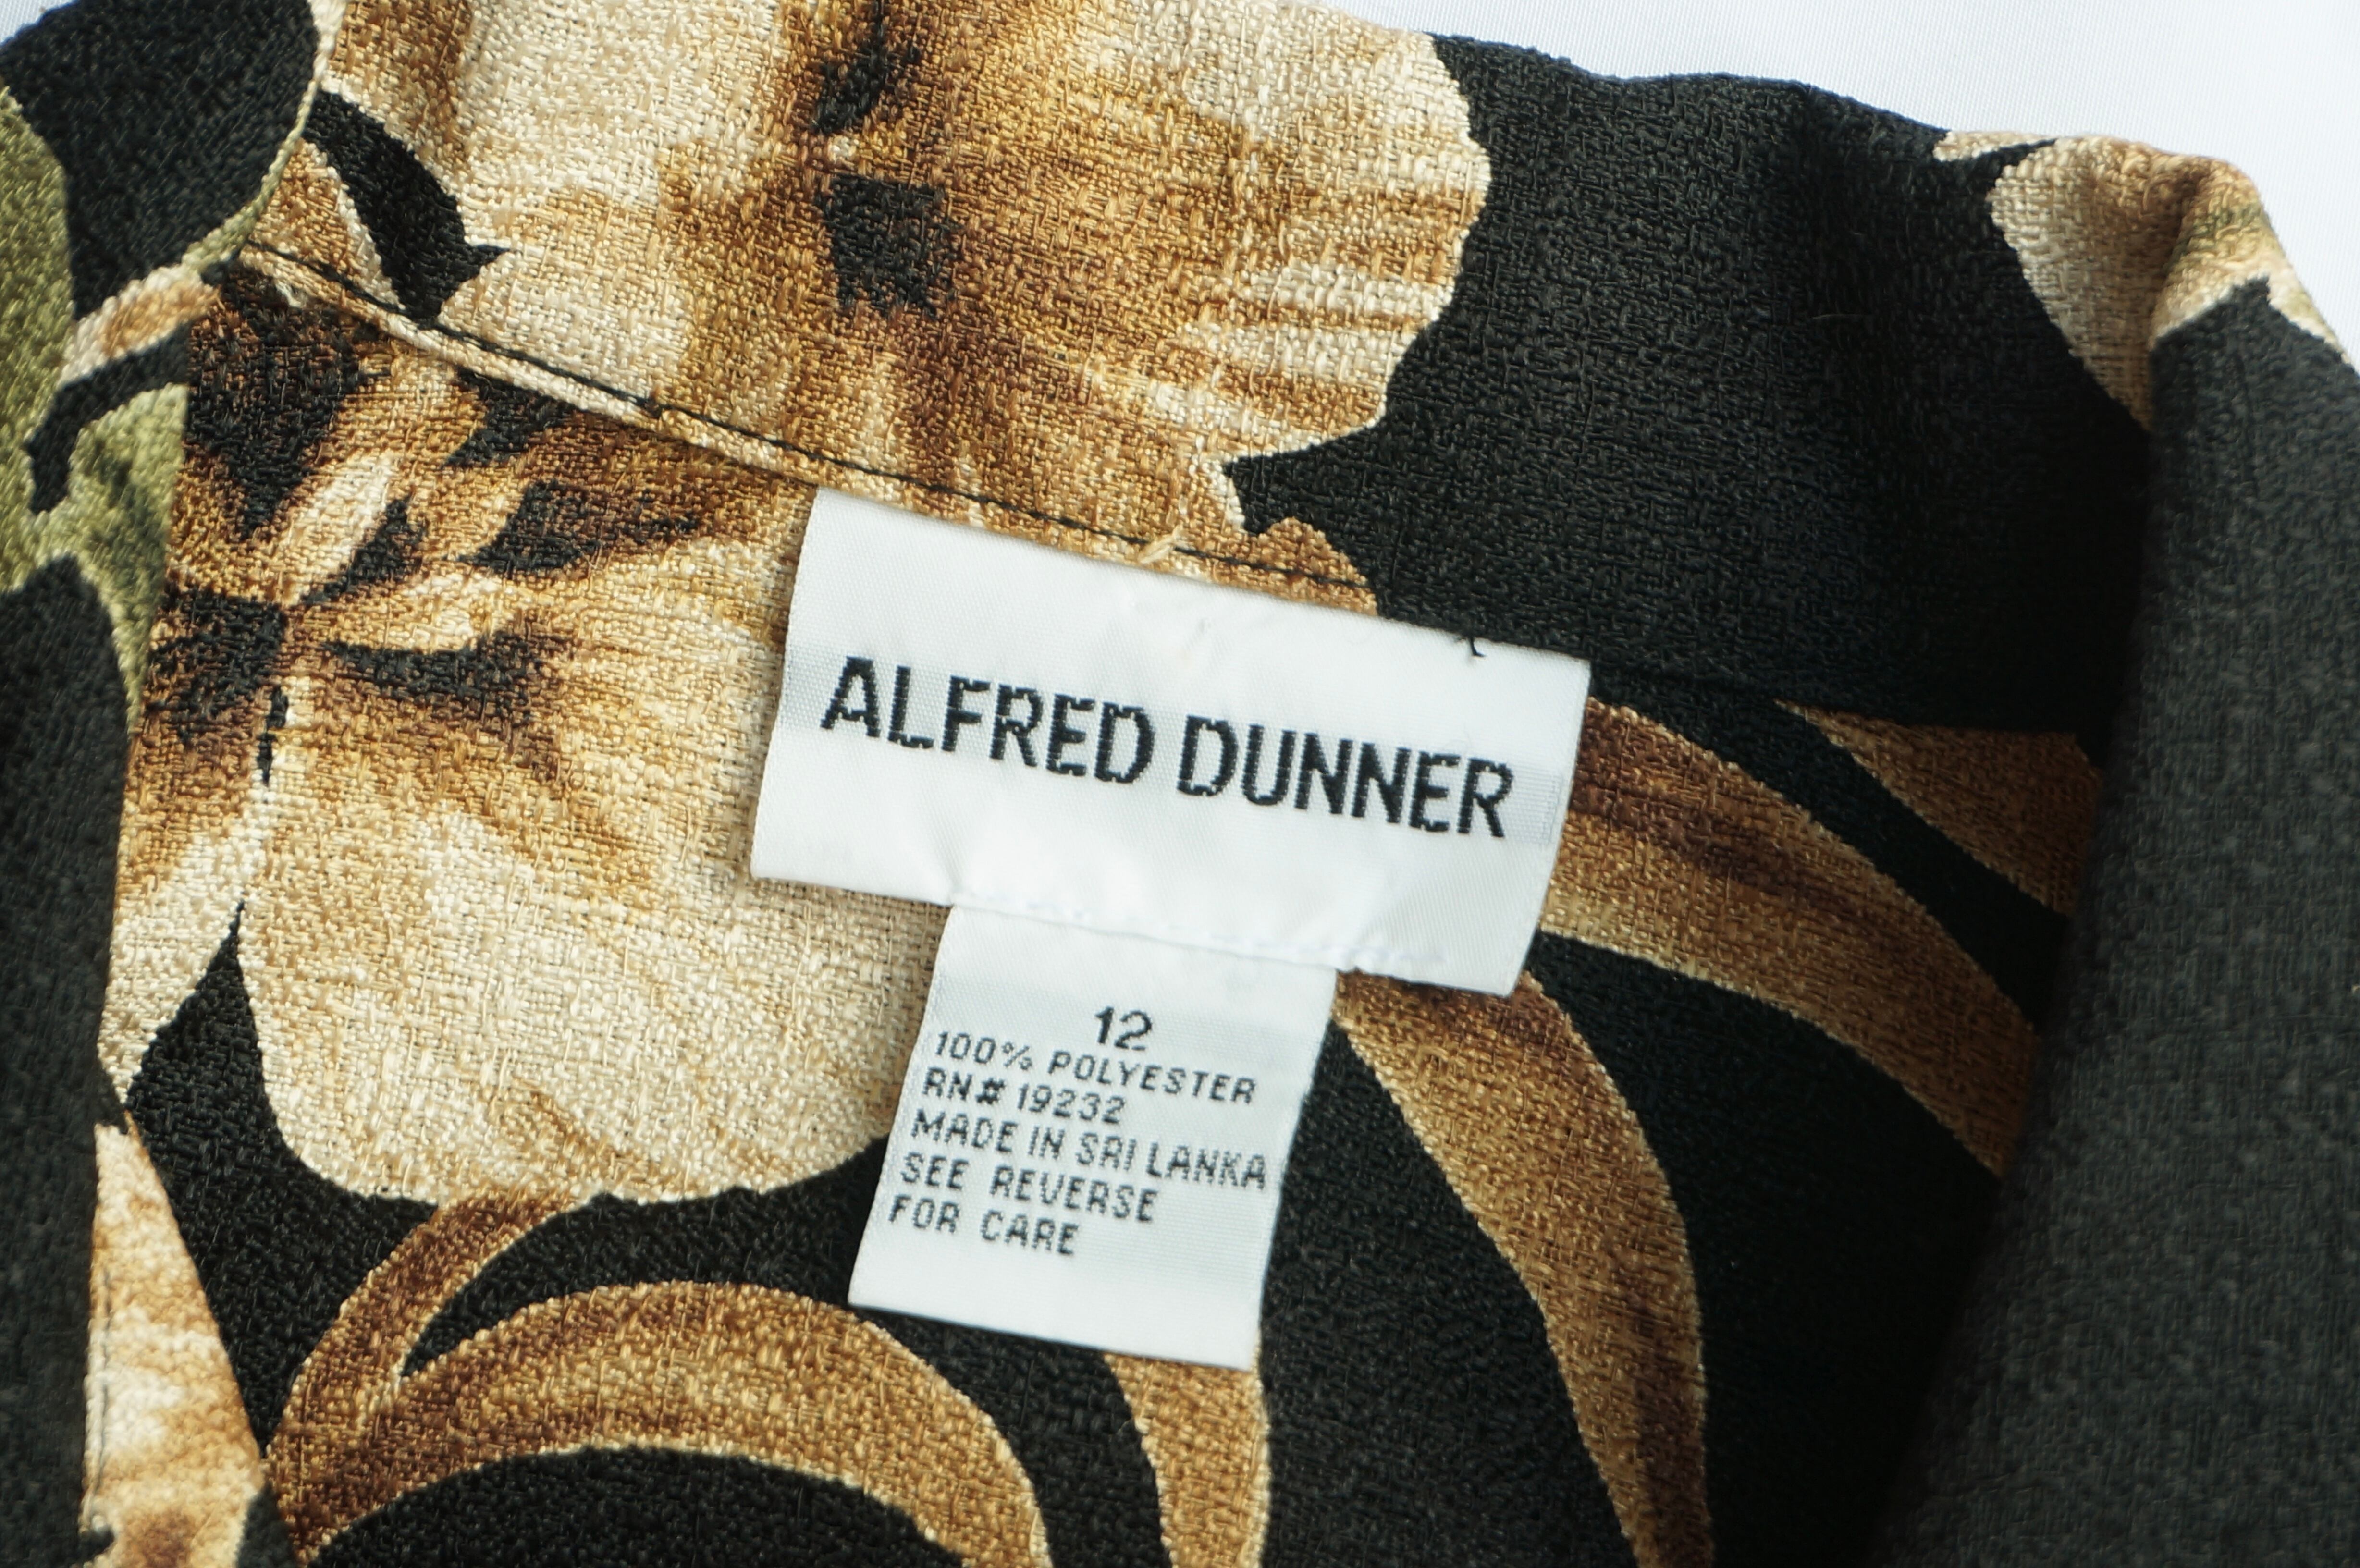 ALFRED DUNNER
12
100% POLYESTER
RN# 19232
MADE IN SRI LANKA
SEE REVERSE
FOR CARE